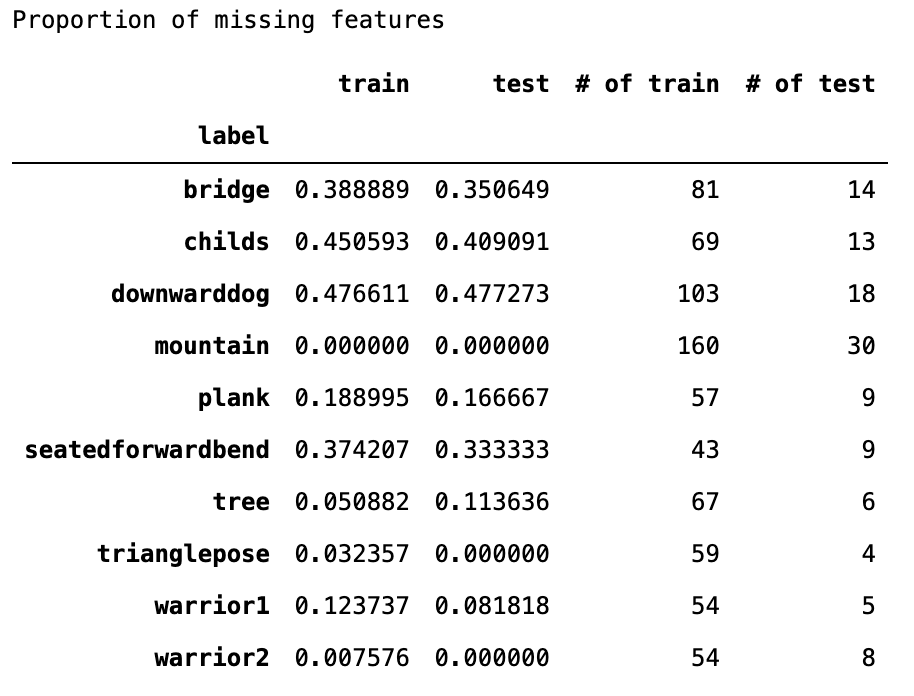 Proportion of missing features
train test # of train # of test
label
bridge 0.388889 0.350649 81 14
childs 0.450593 0.409091 69 13
downwarddog 0.476611 0.477273 103 18
mountain 0.000000 0.000000 160 30
plank 0.188995 0.166667 57 9
seatedforwardbend 0.374207 0.333333 43 9
tree 0.050882 0.113636 67 6
trianglepose 0.032357 0.000000 59 4
warrior1 0.123737 0.081818 54 5
warrior2 0.007576 0.000000 54 8